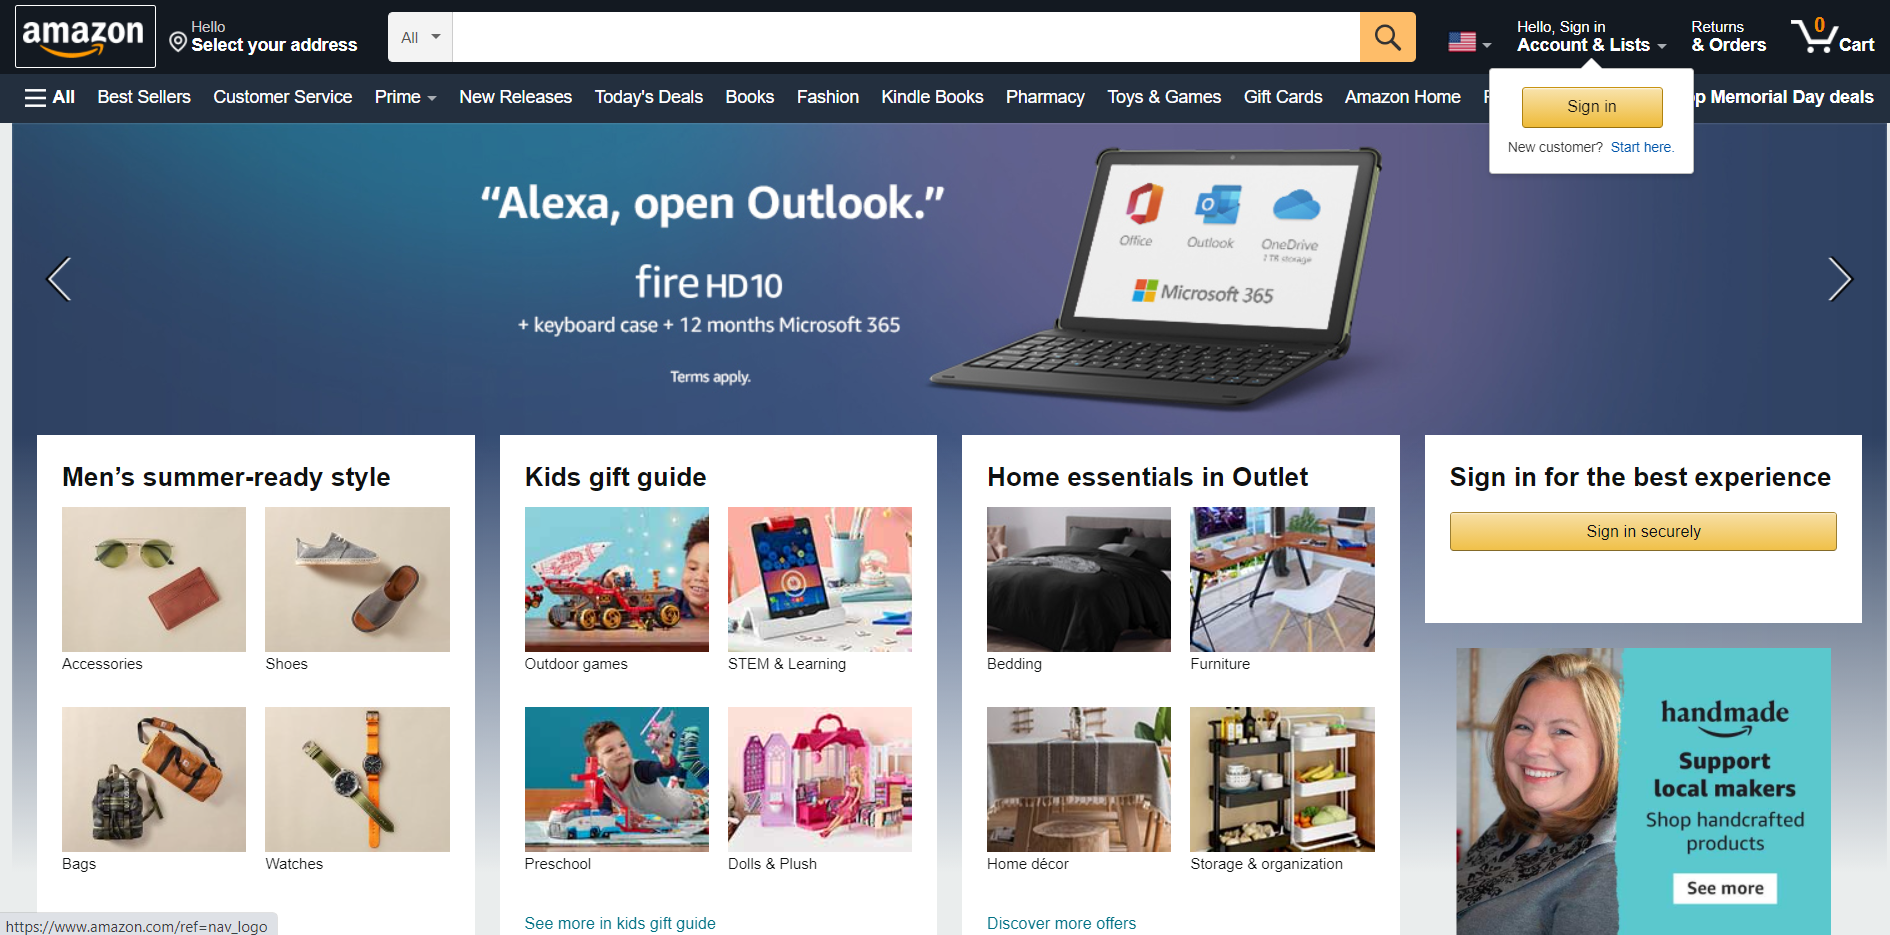 amazon
Hello
Select your address
All
Hello, Sign in
Account & Lists
Returns
& Orders
0
Cart
All
Best Sellers
Customer Service
Prime
New Releases
Today's Deals
Books
Fashion
Kindle Books
Pharmacy
Toys & Games
Gift Cards
Amazon Home
Memorial Day deals
Sign in
New customer? Start here.
“Alexa, open Outlook.”
fire HD10
+ keyboard case + 12 months Microsoft 365
Terms apply.
Office
Outlook
OneDrive
1 TB storage
Microsoft 365
Men’s summer-ready style
Accessories
Shoes
Bags
Watches
Kids gift guide
Outdoor games
STEM & Learning
Preschool
Dolls & Plush
See more in kids gift guide
Home essentials in Outlet
Bedding
Furniture
Home décor
Storage & organization
Discover more offers
Sign in for the best experience
Sign in securely
handmade
Support
local makers
Shop handcrafted
products
See more
https://www.amazon.com/ref=nav_logo